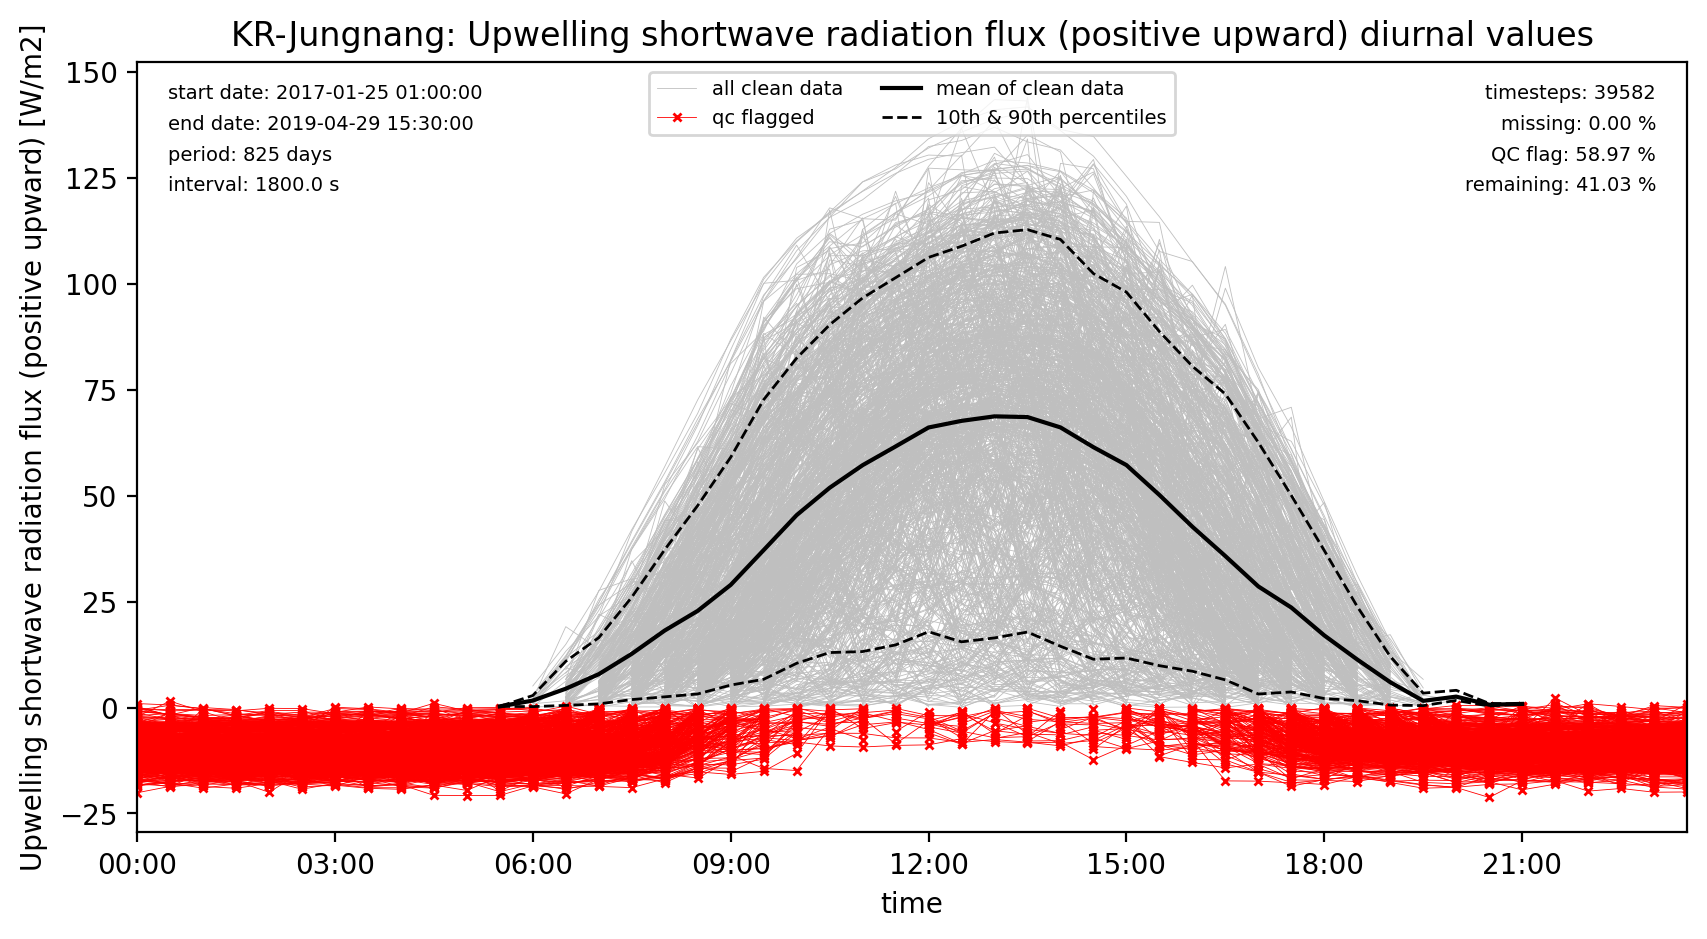 KR-Jungnang: Upwelling shortwave radiation flux (positive upward) diurnal values
Upwelling shortwave radiation flux (positive upward) [W/m2]
150
125
100
75
50
25
0
−25
start date: 2017-01-25 01:00:00
end date: 2019-04-29 15:30:00
period: 825 days
interval: 1800.0 s
all clean data
qc flagged
mean of clean data
10th & 90th percentiles
timesteps: 39582
missing: 0.00 %
QC flag: 58.97 %
remaining: 41.03 %
00:00 03:00 06:00 09:00 12:00 15:00 18:00 21:00
time